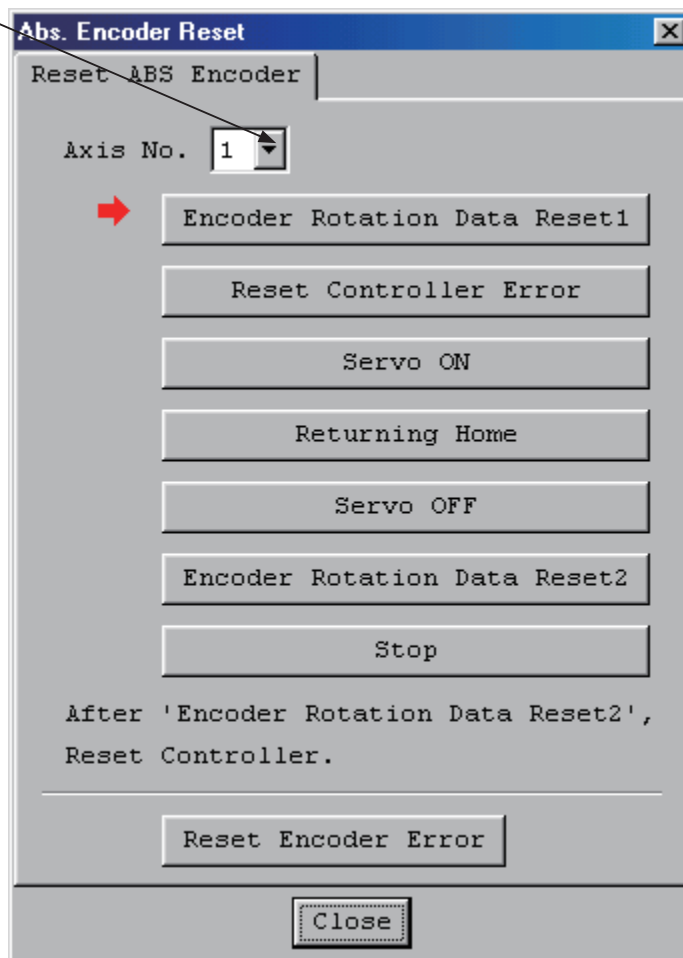 Abs. Encoder Reset
Reset ABS Encoder
Axis No. 1
Encoder Rotation Data Reset1
Reset Controller Error
Servo ON
Returning Home
Servo OFF
Encoder Rotation Data Reset2
Stop
After 'Encoder Rotation Data Reset2',
Reset Controller.
Reset Encoder Error
Close